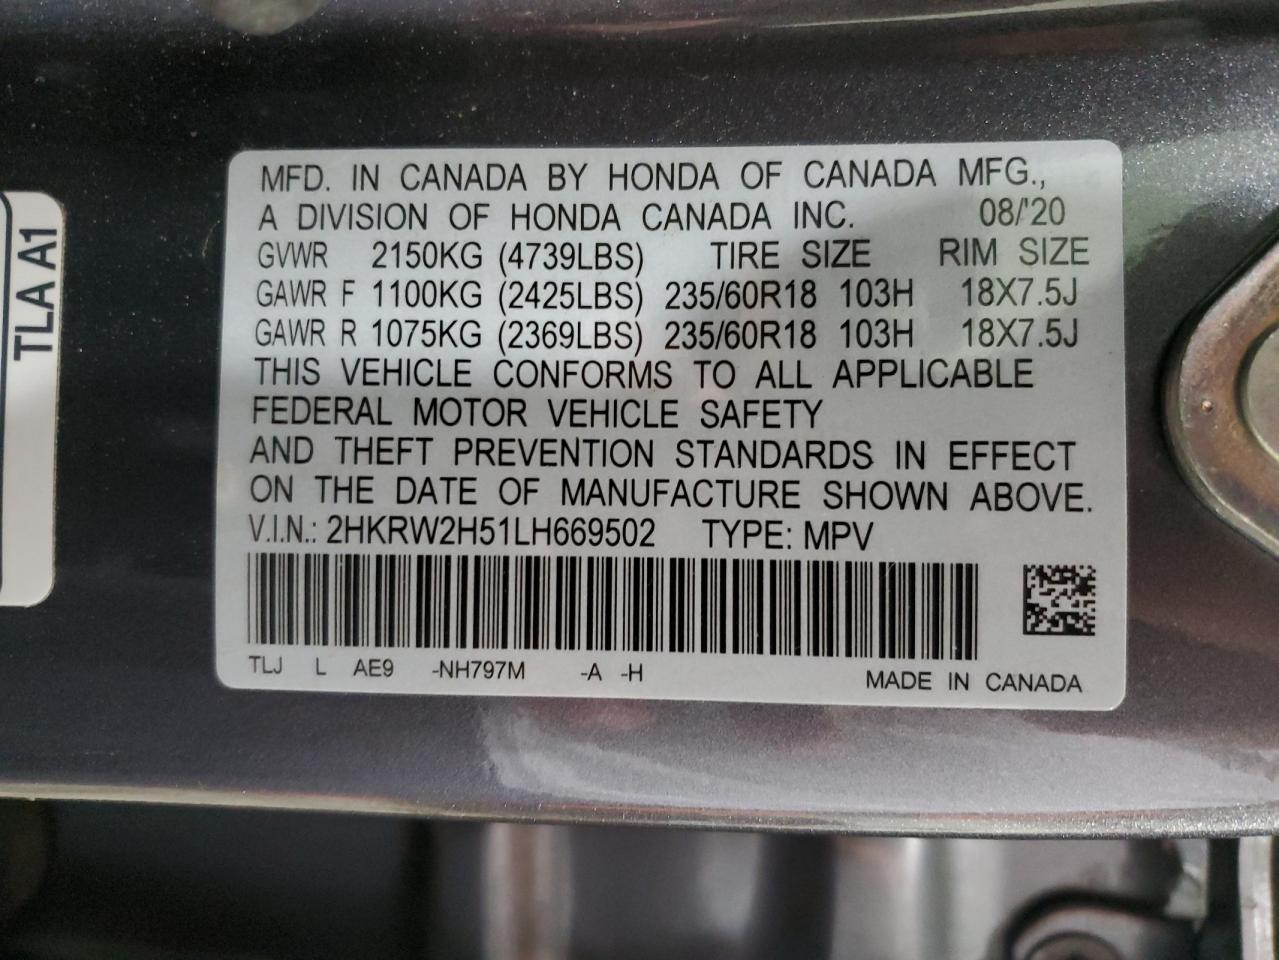 TLA A1
MFD. IN CANADA BY HONDA OF CANADA MFG.,
A DIVISION OF HONDA CANADA INC. 08/'20
GVWR 2150KG (4739LBS) TIRE SIZE RIM SIZE
GAWR F 1100KG (2425LBS) 235/60R18 103H 18X7.5J
GAWR R 1075KG (2369LBS) 235/60R18 103H 18X7.5J
THIS VEHICLE CONFORMS TO ALL APPLICABLE
FEDERAL MOTOR VEHICLE SAFETY
AND THEFT PREVENTION STANDARDS IN EFFECT
ON THE DATE OF MANUFACTURE SHOWN ABOVE.
V.I.N.: 2HKRW2H51LH669502 TYPE: MPV
TLJ L AE9 -NH797M -A -H MADE IN CANADA